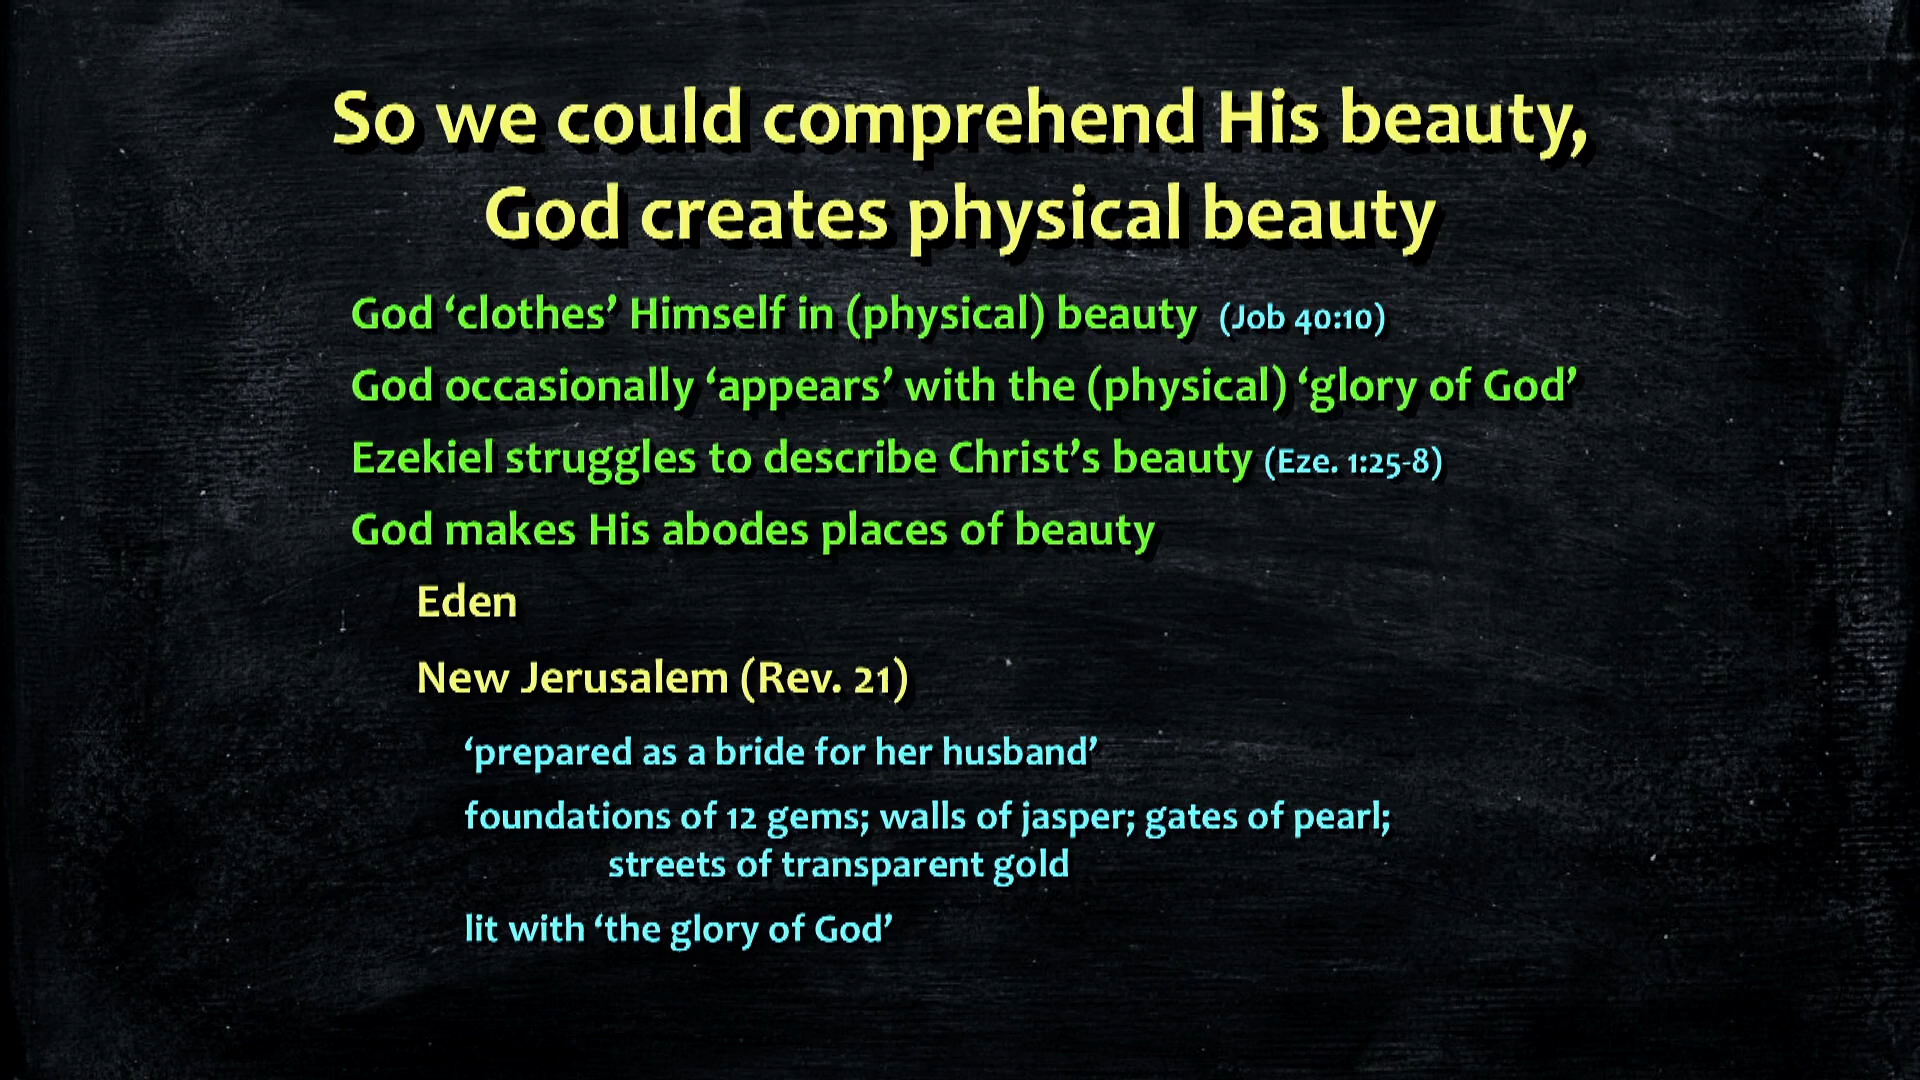 So we could comprehend His beauty,
God creates physical beauty
God ‘clothes’ Himself in (physical) beauty (Job 40:10)
God occasionally ‘appears’ with the (physical) ‘glory of God’
Ezekiel struggles to describe Christ’s beauty (Eze. 1:25-8)
God makes His abodes places of beauty
Eden
New Jerusalem (Rev. 21)
‘prepared as a bride for her husband’
foundations of 12 gems; walls of jasper; gates of pearl;
streets of transparent gold
lit with ‘the glory of God’